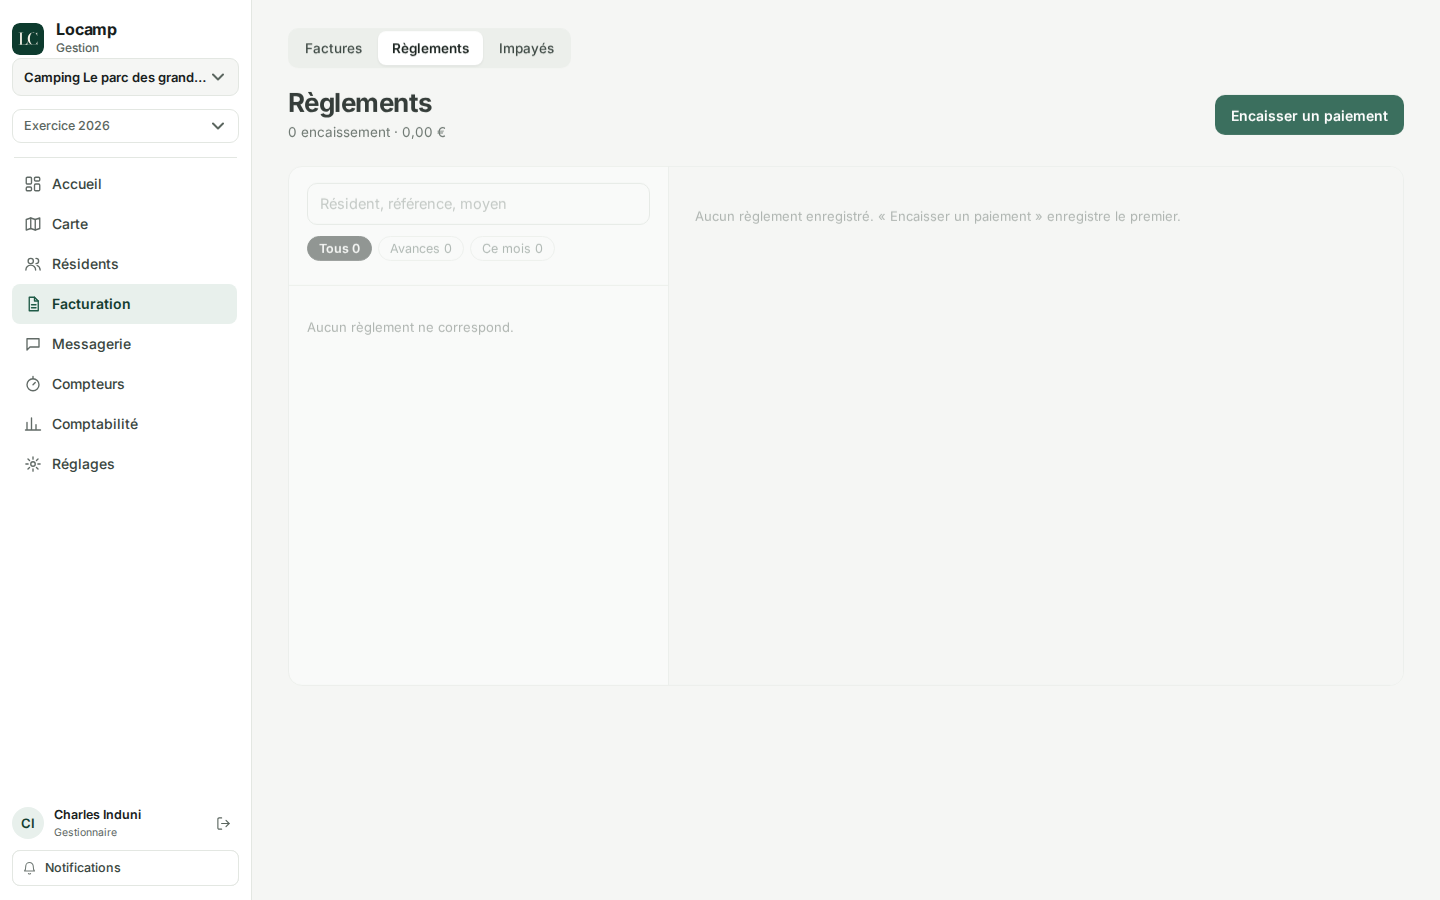 LC
Locamp
Gestion
Camping Le parc des grand...
Exercice 2026
Accueil
Carte
Résidents
Facturation
Messagerie
Compteurs
Comptabilité
Réglages
CI
Charles Induni
Gestionnaire
Notifications
Factures Règlements Impayés
Règlements
0 encaissement · 0,00 €
Encaisser un paiement
Résident, référence, moyen
Tous 0 Avances 0 Ce mois 0
Aucun règlement ne correspond.
Aucun règlement enregistré. « Encaisser un paiement » enregistre le premier.